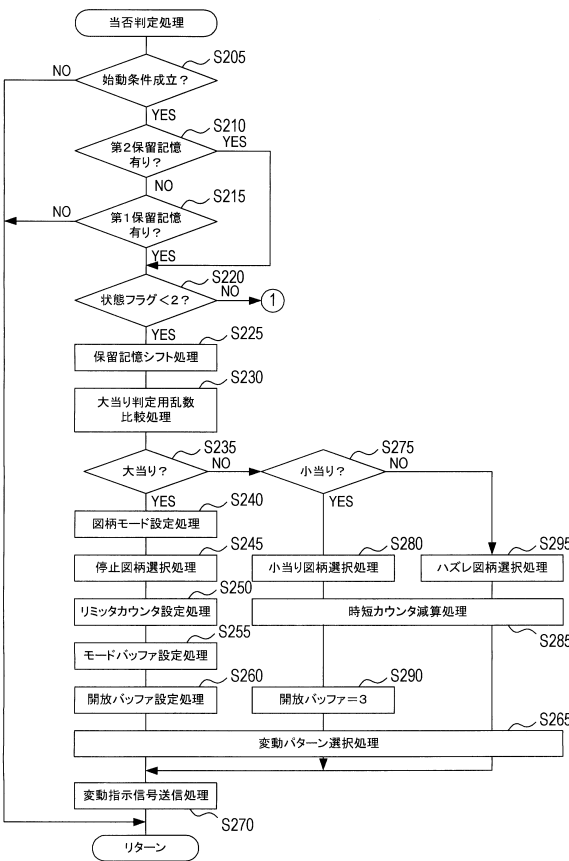 当否判定処理
S205
NO
始動条件成立？
YES
S210
第２保留記憶
有り？
YES
NO
S215
NO
第１保留記憶
有り？
YES
S220
状態フラグ＜２？
NO
1
YES
S225
保留記憶シフト処理
S230
大当り判定用乱数
比較処理
S235
大当り？
NO
S275
小当り？
NO
YES
YES
S240
図柄モード設定処理
S245
停止図柄選択処理
S280
小当り図柄選択処理
S295
ハズレ図柄選択処理
S250
リミッタカウンタ設定処理
時短カウンタ減算処理
S285
S255
モードバッファ設定処理
S260
開放バッファ設定処理
S290
開放バッファ＝３
S265
変動パターン選択処理
変動指示信号送信処理
S270
リターン